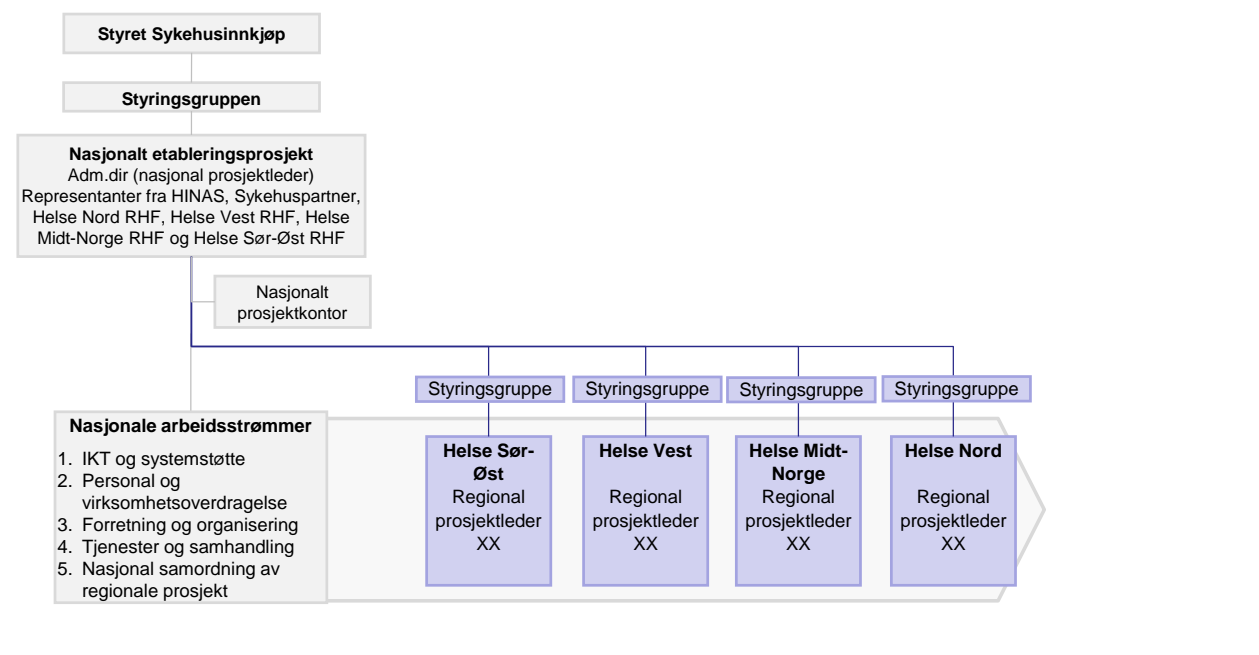 Styret Sykehusinnkjøp
Styringsgruppen
Nasjonalt etableringsprosjekt
Adm.dir (nasjonal prosjektleder)
Representanter fra HINAS, Sykehuspartner,
Helse Nord RHF, Helse Vest RHF, Helse
Midt-Norge RHF og Helse Sør-Øst RHF
Nasjonalt
prosjektkontor
Styringsgruppe
Styringsgruppe
Styringsgruppe
Styringsgruppe
Nasjonale arbeidsstrømmer
1. IKT og systemstøtte
2. Personal og
virksomhetsoverdragelse
3. Forretning og organisering
4. Tjenester og samhandling
5. Nasjonal samordning av
regionale prosjekt
Helse Sør-
Øst
Regional
prosjektleder
XX
Helse Vest
Regional
prosjektleder
XX
Helse Midt-
Norge
Regional
prosjektleder
XX
Helse Nord
Regional
prosjektleder
XX